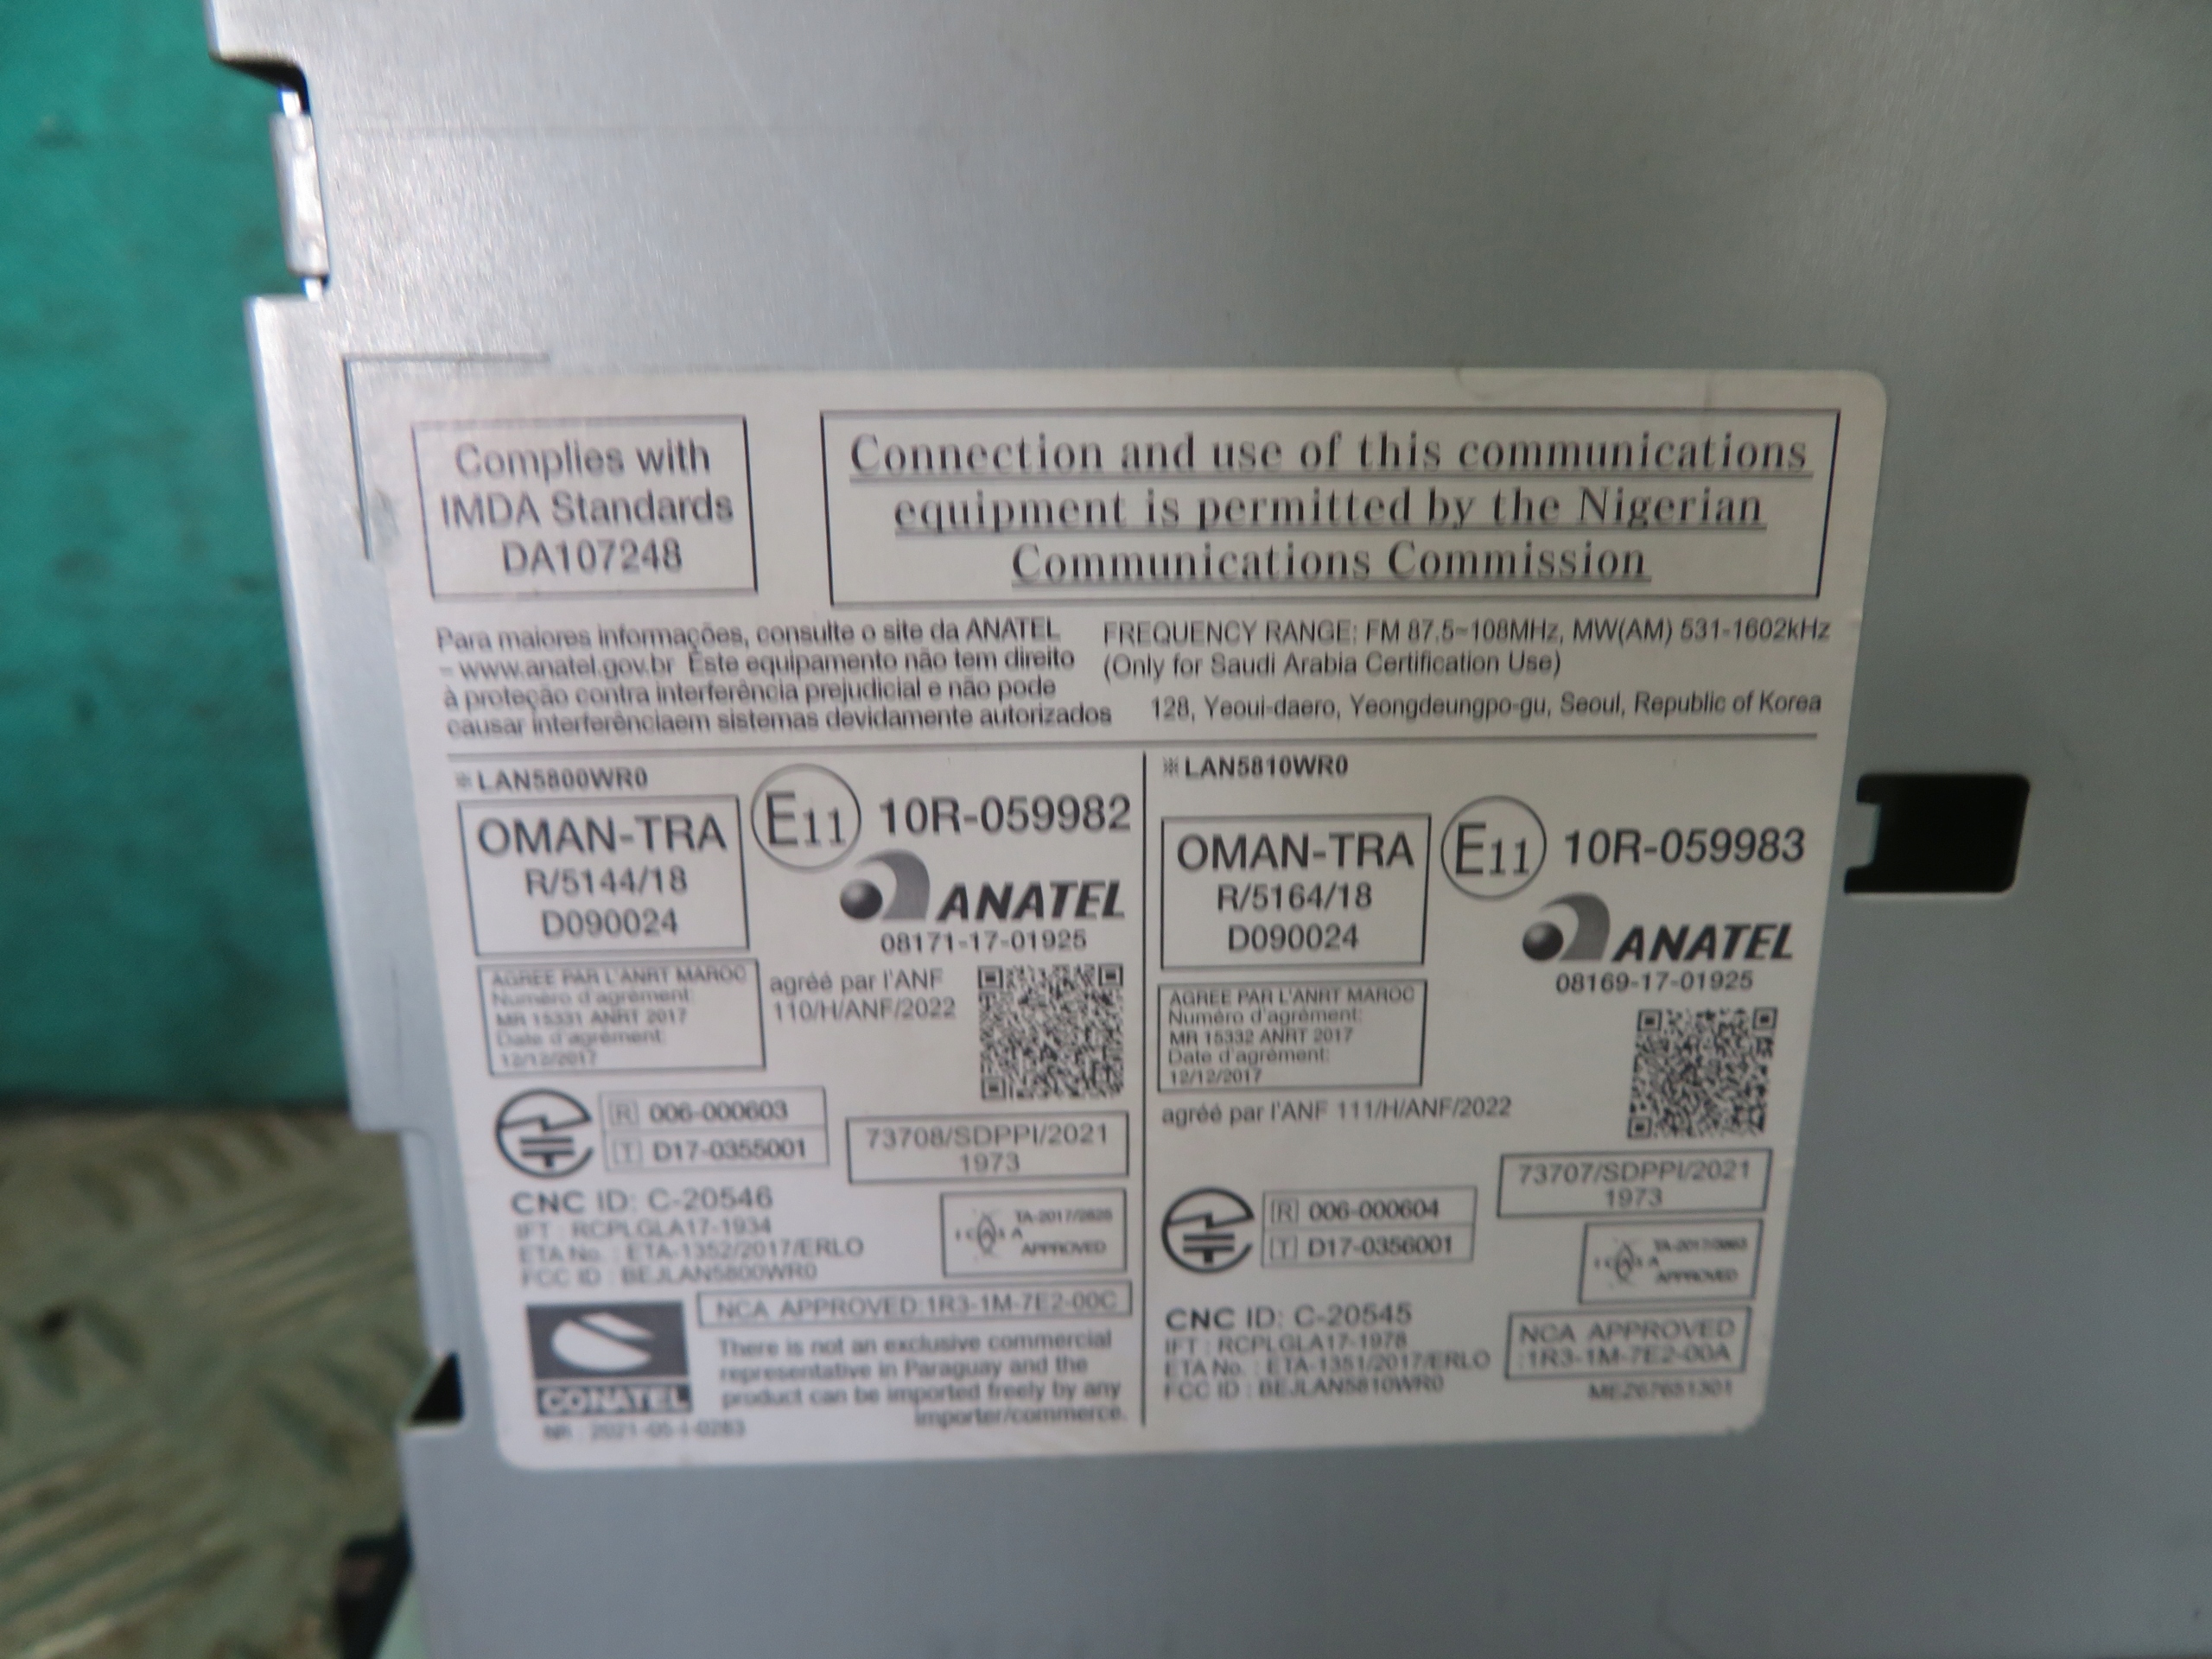 Complies with
IMDA Standards
DA107248
Connection and use of this communications
equipment is permitted by the Nigerian
Communications Commission
Para maiores informações, consulte o site da ANATEL
– www.anatel.gov.br Este equipamento não tem direito
à proteção contra interferência prejudicial e não pode
causar interferênciaem sistemas devidamente autorizados
FREQUENCY RANGE: FM 87.5~108MHz, MW(AM) 531-1602kHz
(Only for Saudi Arabia Certification Use)
128, Yeoui-daero, Yeongdeungpo-gu, Seoul, Republic of Korea
※LAN5800WR0
OMAN-TRA
R/5144/18
D090024
E11 10R-059982
ANATEL
08171-17-01925
AGREE PAR L'ANRT MAROC
Numéro d'agrément:
MR 15331 ANRT 2017
Date d'agrément:
12/12/2017
agréé par l'ANF
110/H/ANF/2022
R 006-000603
T D17-0355001
73708/SDPPI/2021
1973
CNC ID: C-20546
IFT : RCPLGLA17-1934
ETA No. : ETA-1352/2017/ERLO
FCC ID : BEJLAN5800WR0
APPROVED
NCA APPROVED:1R3-1M-7E2-00C
CONATEL
NR : 2021-05-I-0283
There is not an exclusive commercial
representative in Paraguay and the
product can be imported freely by any
importer/commerce.
※LAN5810WR0
OMAN-TRA
R/5164/18
D090024
E11 10R-059983
ANATEL
08169-17-01925
AGREE PAR L'ANRT MAROC
Numéro d'agrément:
MR 15332 ANRT 2017
Date d'agrément:
12/12/2017
agréé par l'ANF 111/H/ANF/2022
73707/SDPPI/2021
1973
R 006-000604
T D17-0356001
APPROVED
CNC ID: C-20545
IFT : RCPLGLA17-1978
ETA No. : ETA-1351/2017/ERLO
FCC ID : BEJLAN5810WR0
NCA APPROVED
:1R3-1M-7E2-00A
MEZ67651301